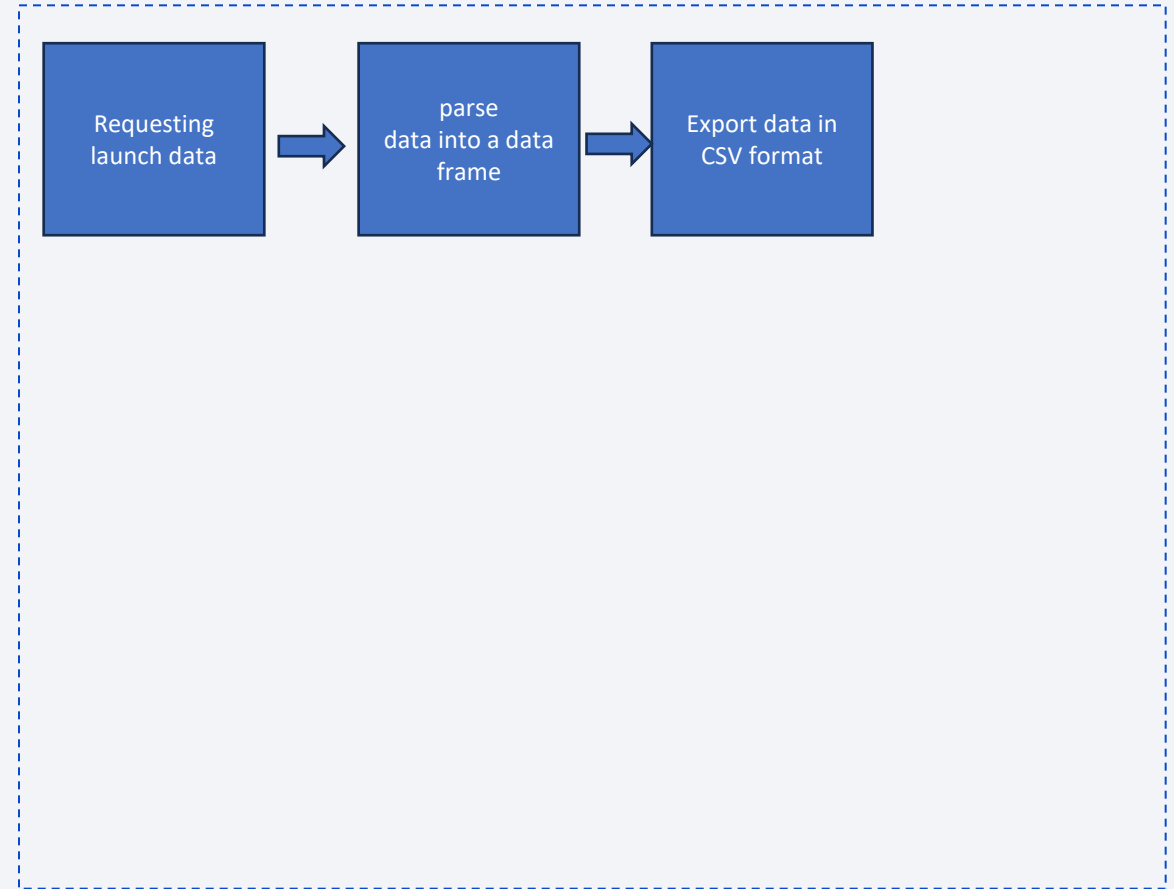 Requesting
launch data
parse
data into a data
frame
Export data in
CSV format